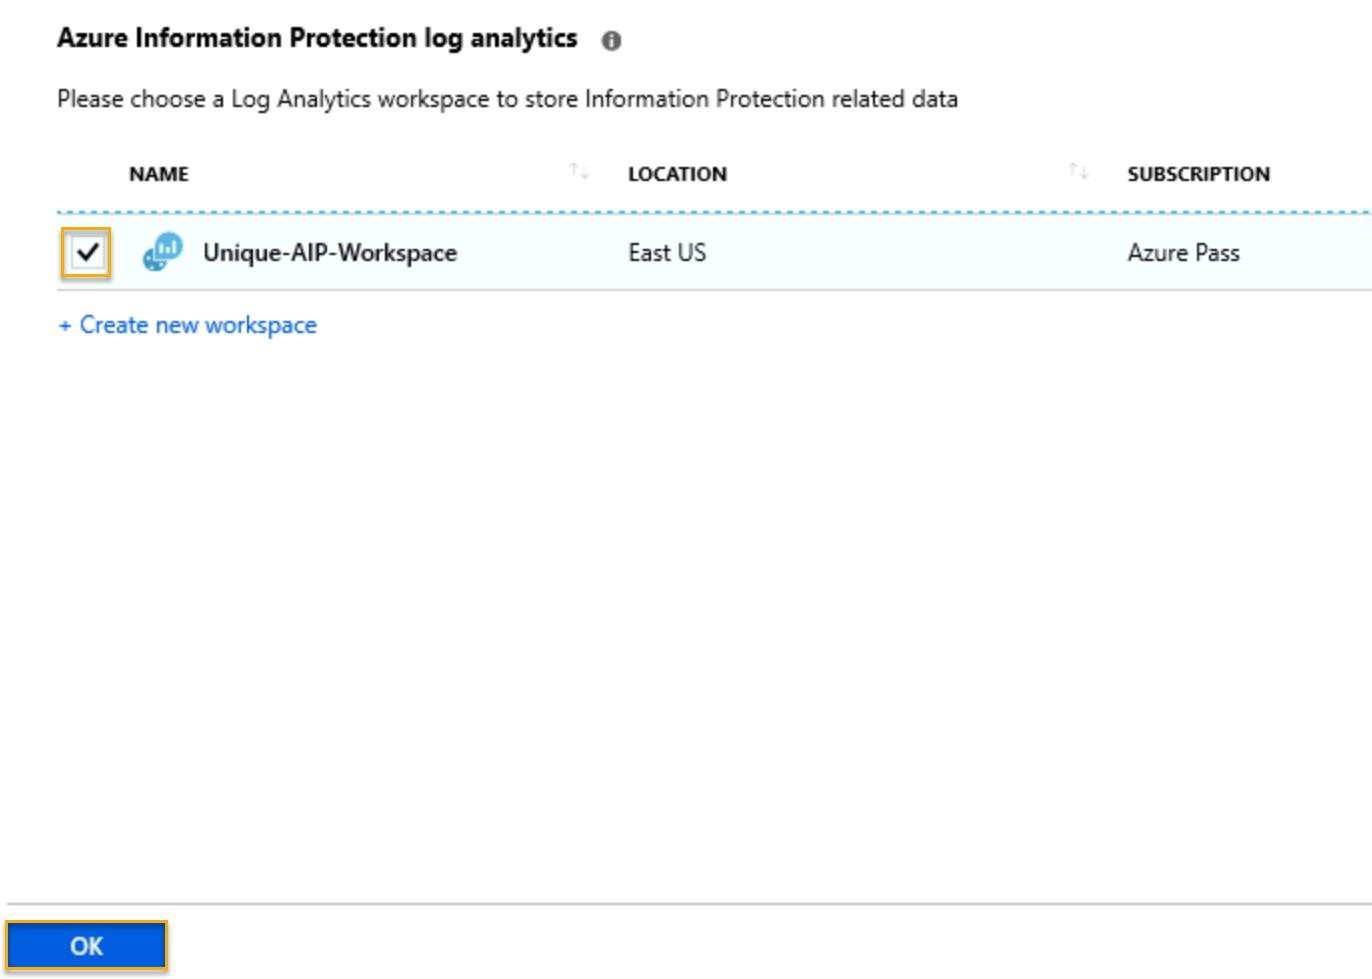 Azure Information Protection log analytics
Please choose a Log Analytics workspace to store Information Protection related data
NAME LOCATION SUBSCRIPTION
Unique-AIP-Workspace East US Azure Pass
+ Create new workspace
OK